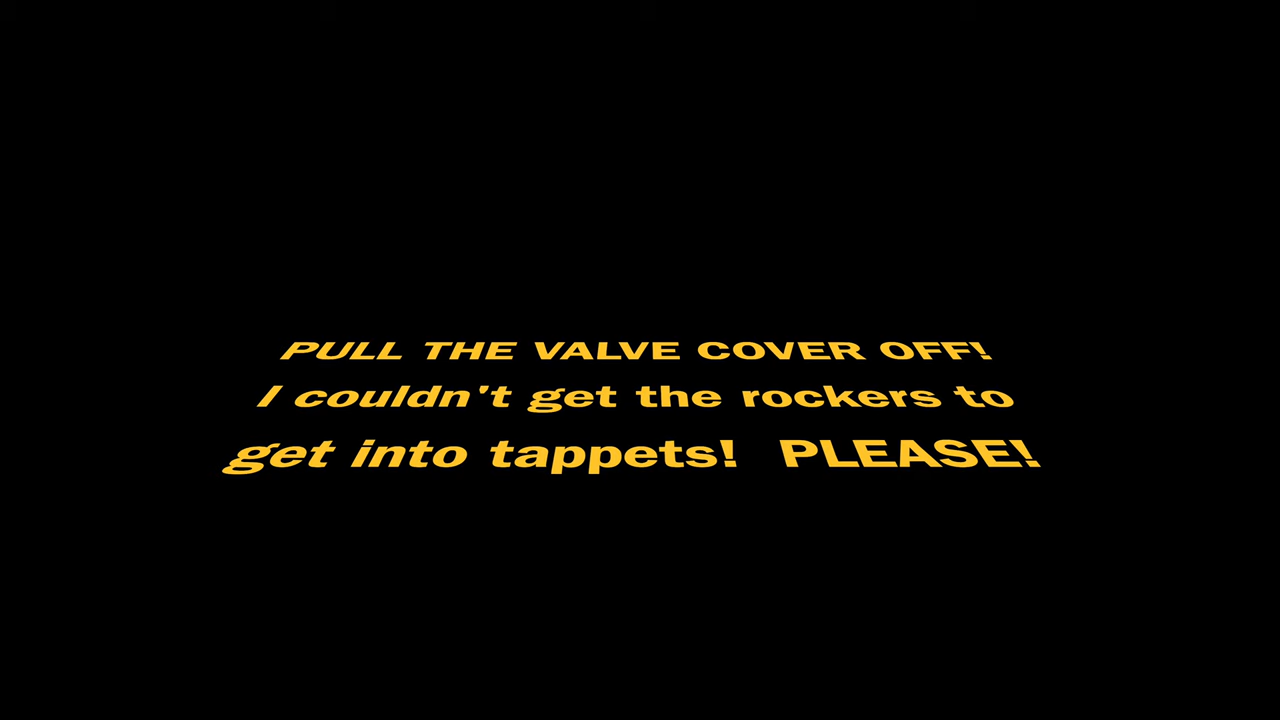 PULL THE VALVE COVER OFF!
I couldn't get the rockers to
get into tappets!  PLEASE!